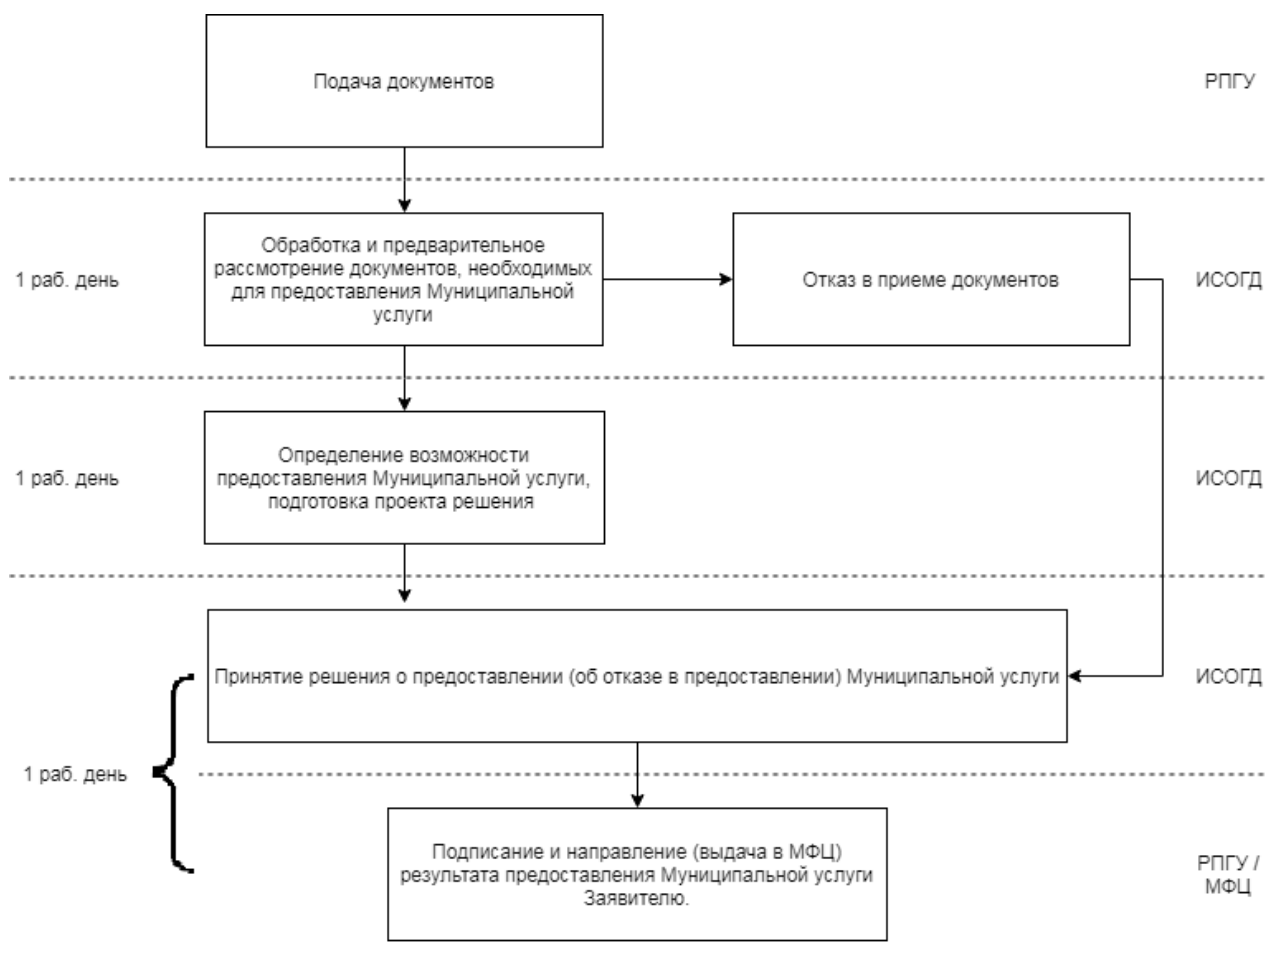 Подача документов
РПГУ
1 раб. день
Обработка и предварительное
рассмотрение документов, необходимых
для предоставления Муниципальной
услуги
Отказ в приеме документов
ИСОГД
1 раб. день
Определение возможности
предоставления Муниципальной услуги,
подготовка проекта решения
ИСОГД
Принятие решения о предоставлении (об отказе в предоставлении) Муниципальной услуги
ИСОГД
1 раб. день
Подписание и направление (выдача в МФЦ)
результата предоставления Муниципальной услуги
Заявителю.
РПГУ /
МФЦ